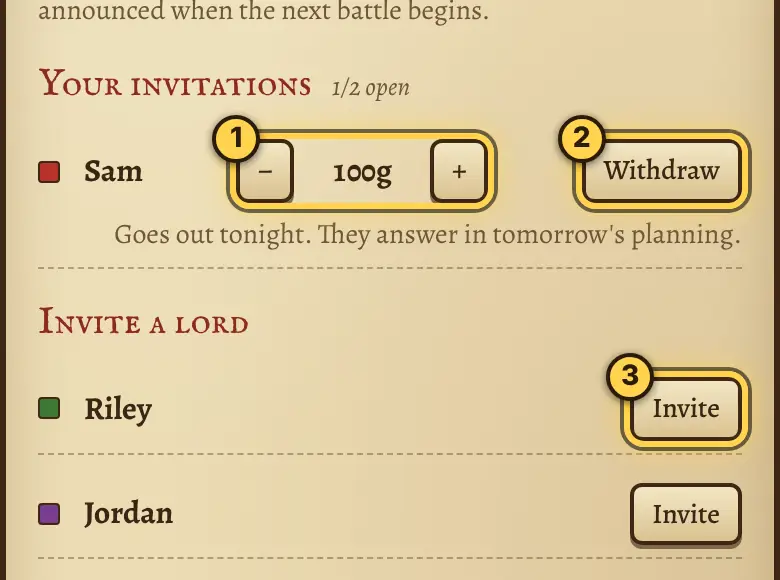 announced when the next battle begins.
Your invitations 1/2 open
1 2
Sam − 100g + Withdraw
Goes out tonight. They answer in tomorrow's planning.
Invite a lord
3
Riley Invite
Jordan Invite